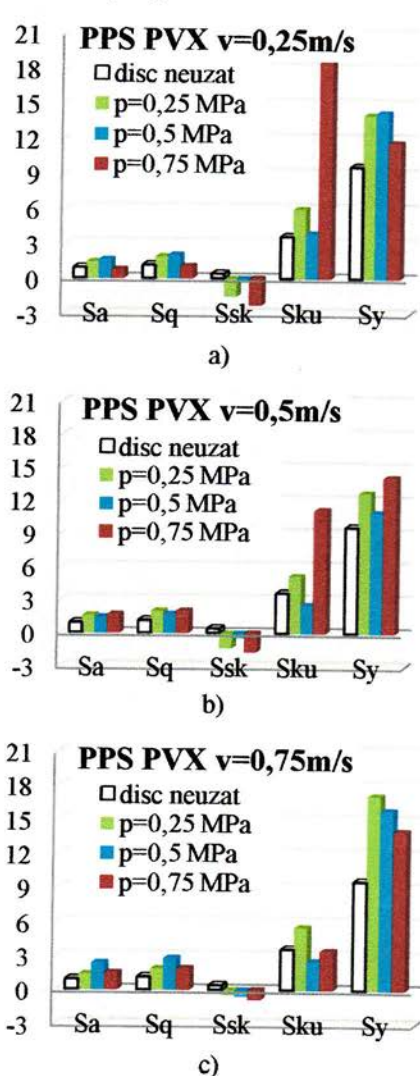 PPS PVX v=0,25m/s
21
18
15
12
9
6
3
0
-3
disc neuzat
p=0,25 MPa
p=0,5 MPa
p=0,75 MPa
Sa Sq Ssk Sku Sy
a)
PPS PVX v=0,5m/s
21
18
15
12
9
6
3
0
-3
disc neuzat
p=0,25 MPa
p=0,5 MPa
p=0,75 MPa
Sa Sq Ssk Sku Sy
b)
PPS PVX v=0,75m/s
21
18
15
12
9
6
3
0
-3
disc neuzat
p=0,25 MPa
p=0,5 MPa
p=0,75 MPa
Sa Sq Ssk Sku Sy
c)